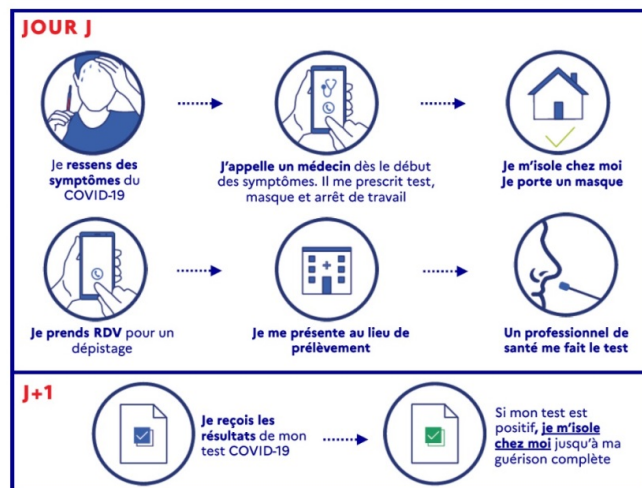 JOUR J
Je ressens des
symptômes du
COVID-19
J'appelle un médecin dès le début
des symptômes. Il me prescrit test,
masque et arrêt de travail
Je m'isole chez moi
Je porte un masque
Je prends RDV pour un
dépistage
Je me présente au lieu de
prélèvement
Un professionnel de
santé me fait le test
J+1
Je reçois les
résultats de mon
test COVID-19
Si mon test est
positif, je m'isole
chez moi jusqu'à ma
guérison complète